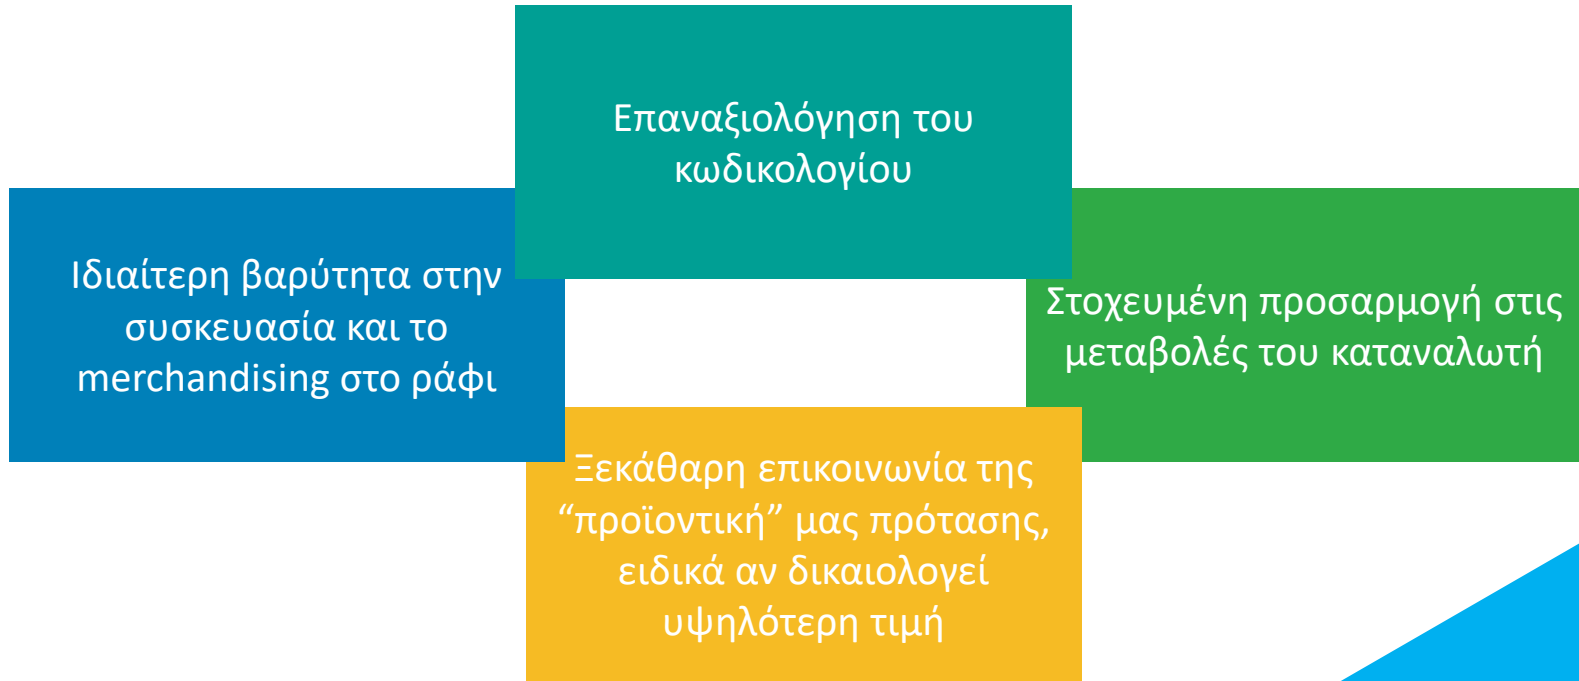 Επαναξιολόγηση του
κωδικολογίου
Ιδιαίτερη βαρύτητα στην
συσκευασία και το
merchandising στο ράφι
Στοχευμένη προσαρμογή στις
μεταβολές του καταναλωτή
Ξεκάθαρη επικοινωνία της
“προϊοντική” μας πρότασης,
ειδικά αν δικαιολογεί
υψηλότερη τιμή